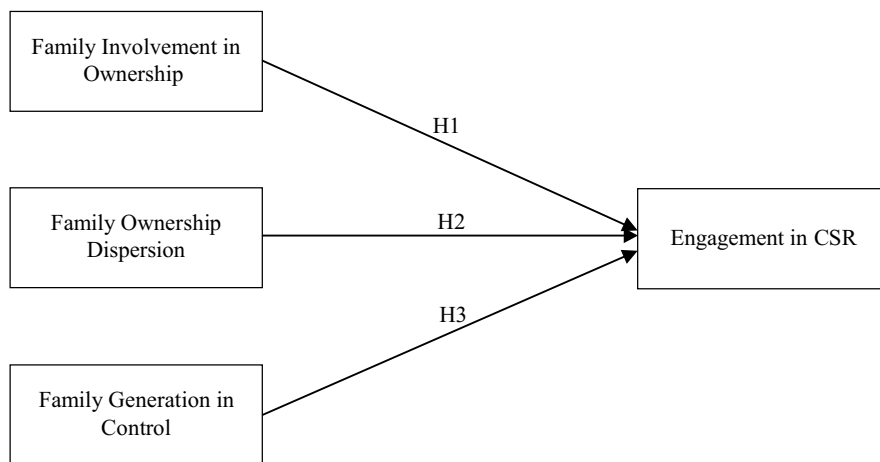 Family Involvement in
Ownership
H1
Family Ownership
Dispersion
H2
Engagement in CSR
H3
Family Generation in
Control